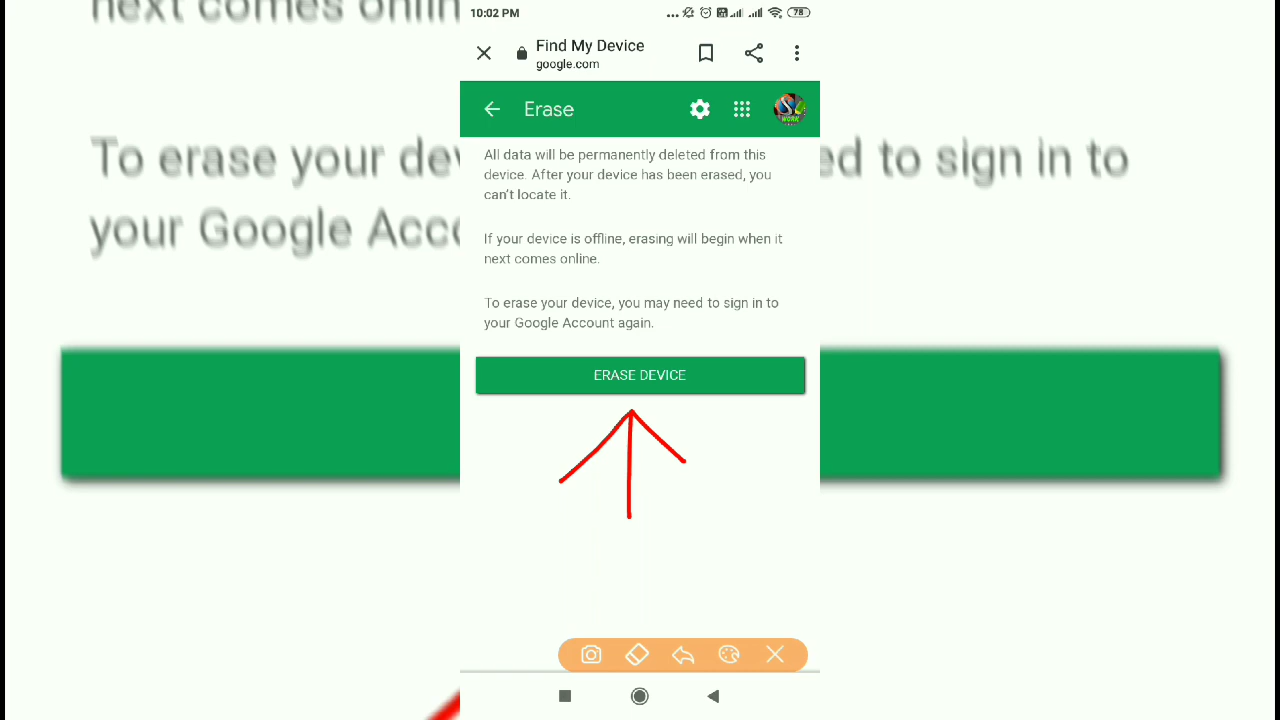 next comes onlin
10:02 PM
78
Find My Device
google.com
Erase
WORK
All data will be permanently deleted from this
device. After your device has been erased, you
can't locate it.
If your device is offline, erasing will begin when it
next comes online.
To erase your device, you may need to sign in to
your Google Account again.
ERASE DEVICE
To erase your dev
ed to sign in to
your Google Acco